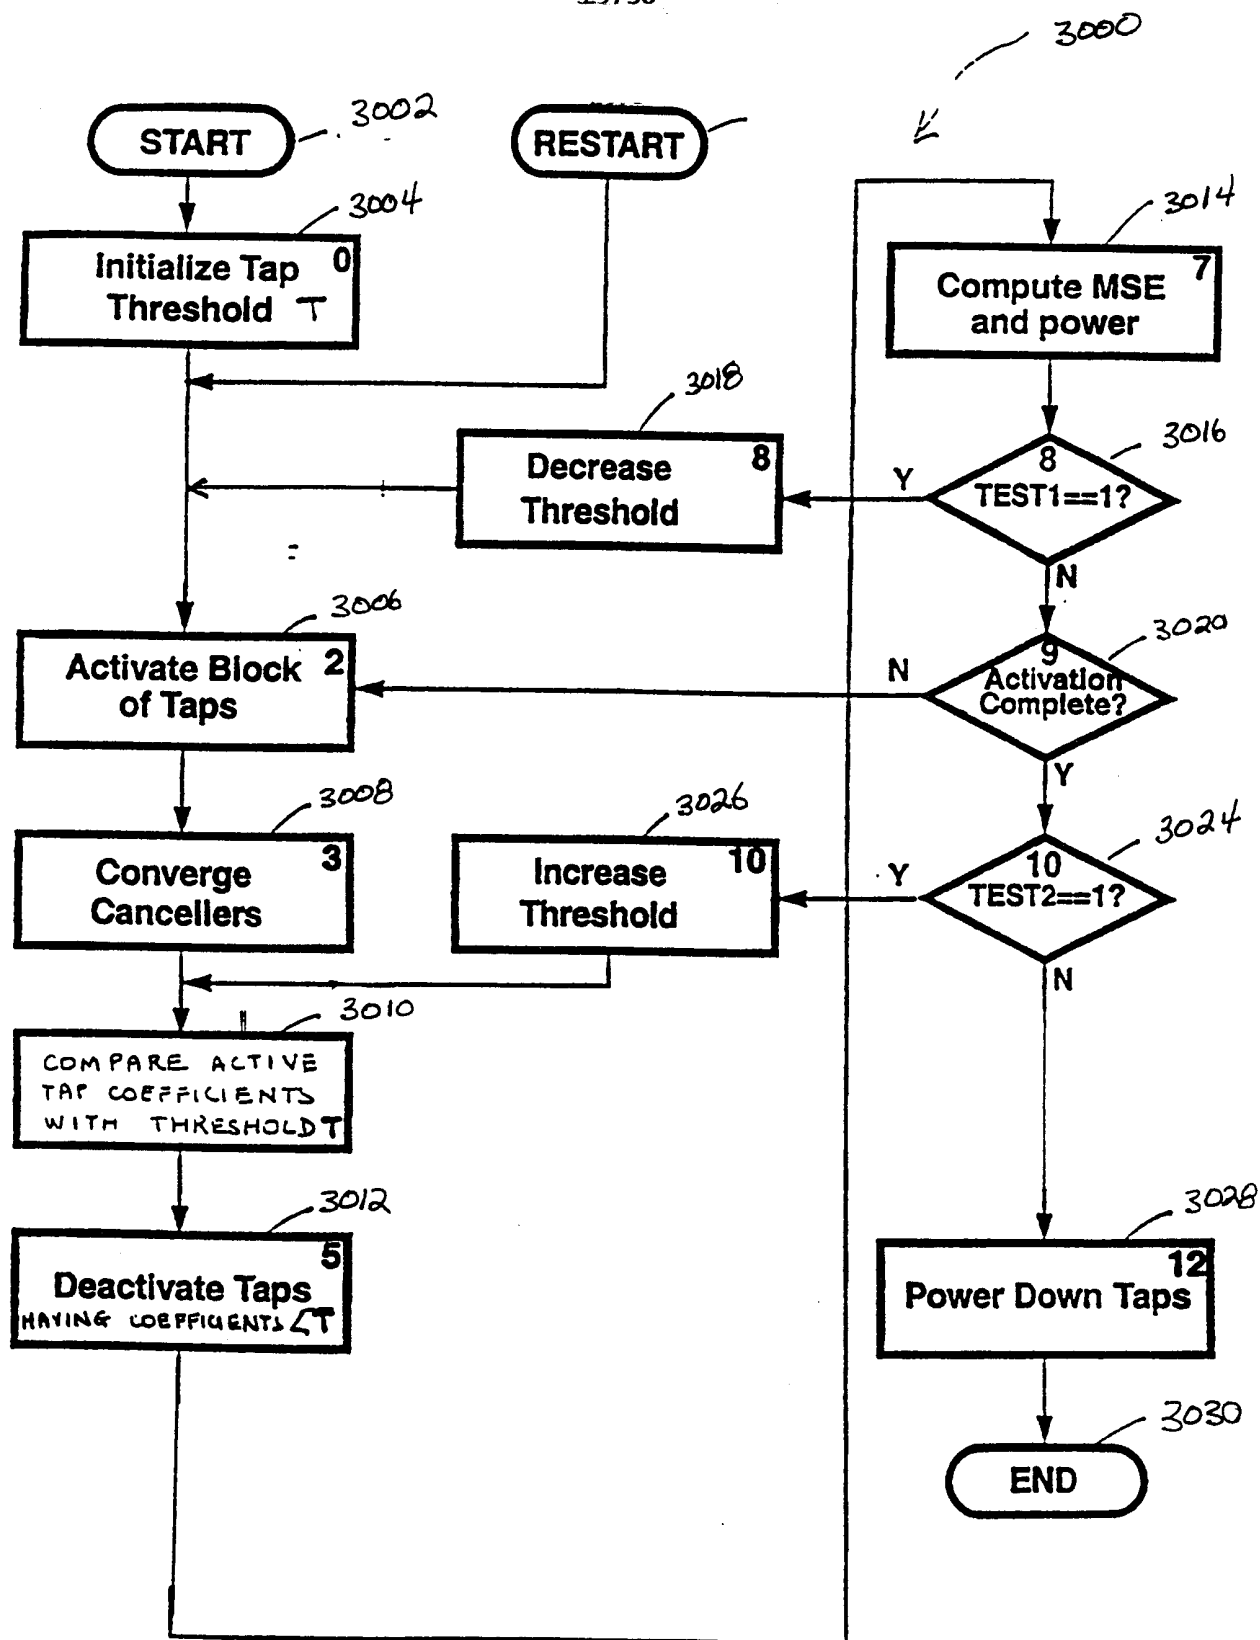 3000
START
3002
RESTART
3004
0
Initialize Tap
Threshold T
3014
7
Compute MSE
and power
3018
8
Decrease
Threshold
3016
8
TEST1==1?
Y
N
3006
2
Activate Block
of Taps
3020
9
Activation
Complete?
N
Y
3008
3
Converge
Cancellers
3026
10
Increase
Threshold
3024
10
TEST2==1?
Y
N
3010
COMPARE ACTIVE
TAP COEFFICIENTS
WITH THRESHOLD T
3012
5
Deactivate Taps
HAVING COEFFICIENTS <T
3028
12
Power Down Taps
3030
END